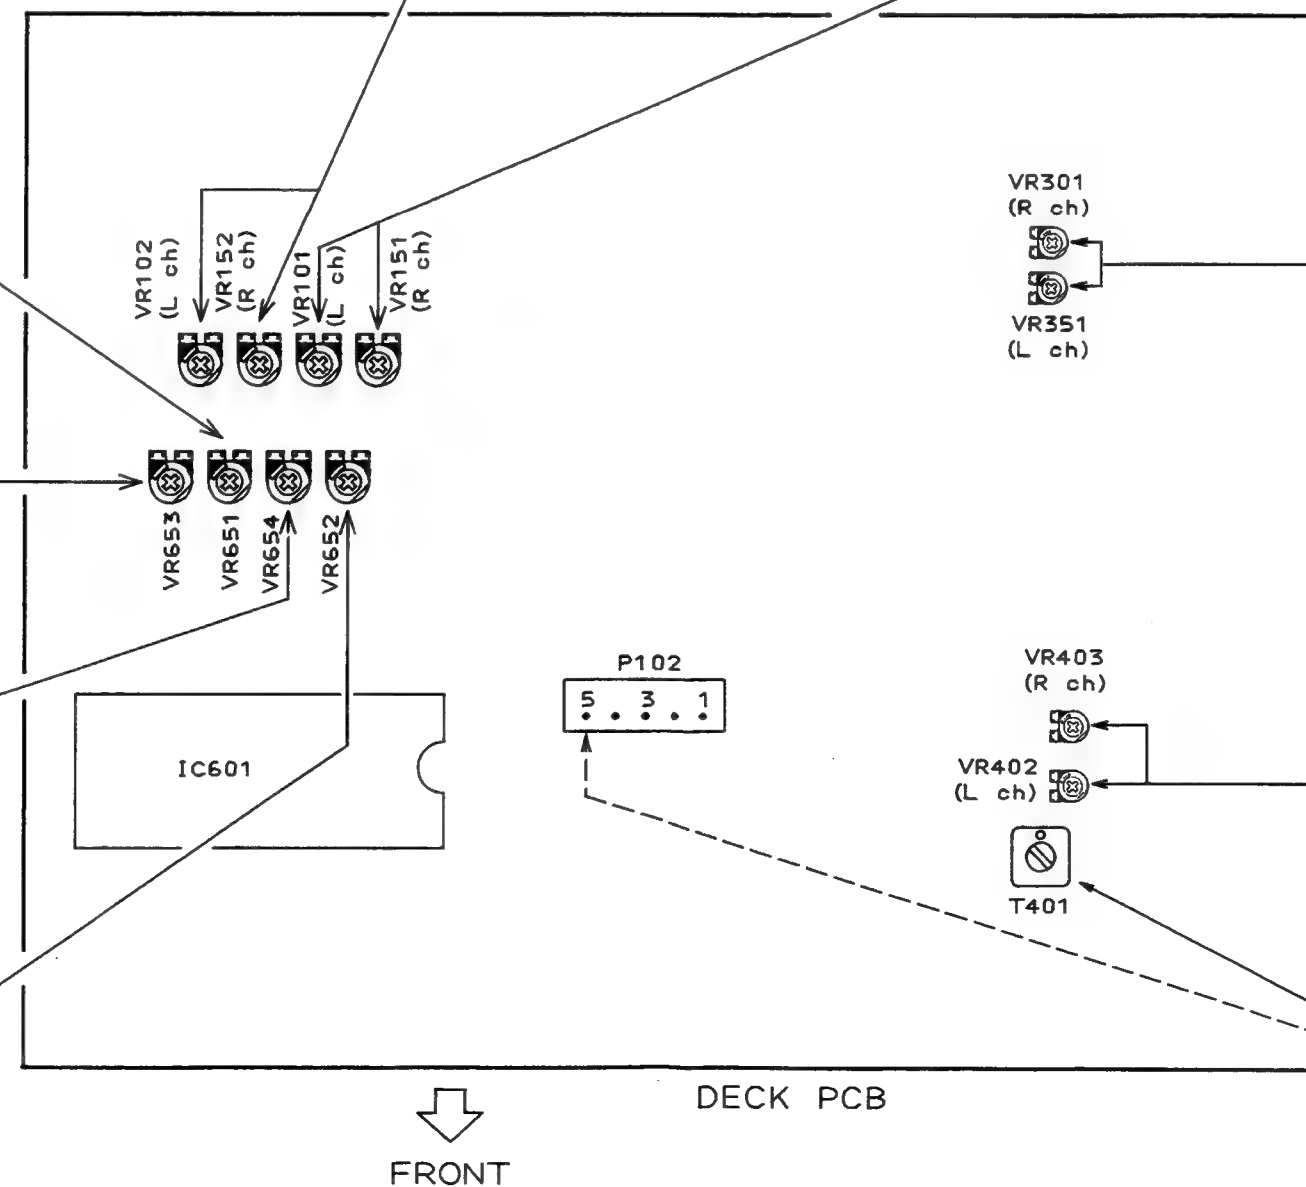 VR301
(R ch)
VR102
(L ch)
VR152
(R ch)
VR101
(L ch)
VR151
(R ch)
VR351
(L ch)
VR653
VR651
VR654
VR652
P102
5 3 1
VR403
(R ch)
IC601
VR402
(L ch)
T401
DECK PCB
FRONT